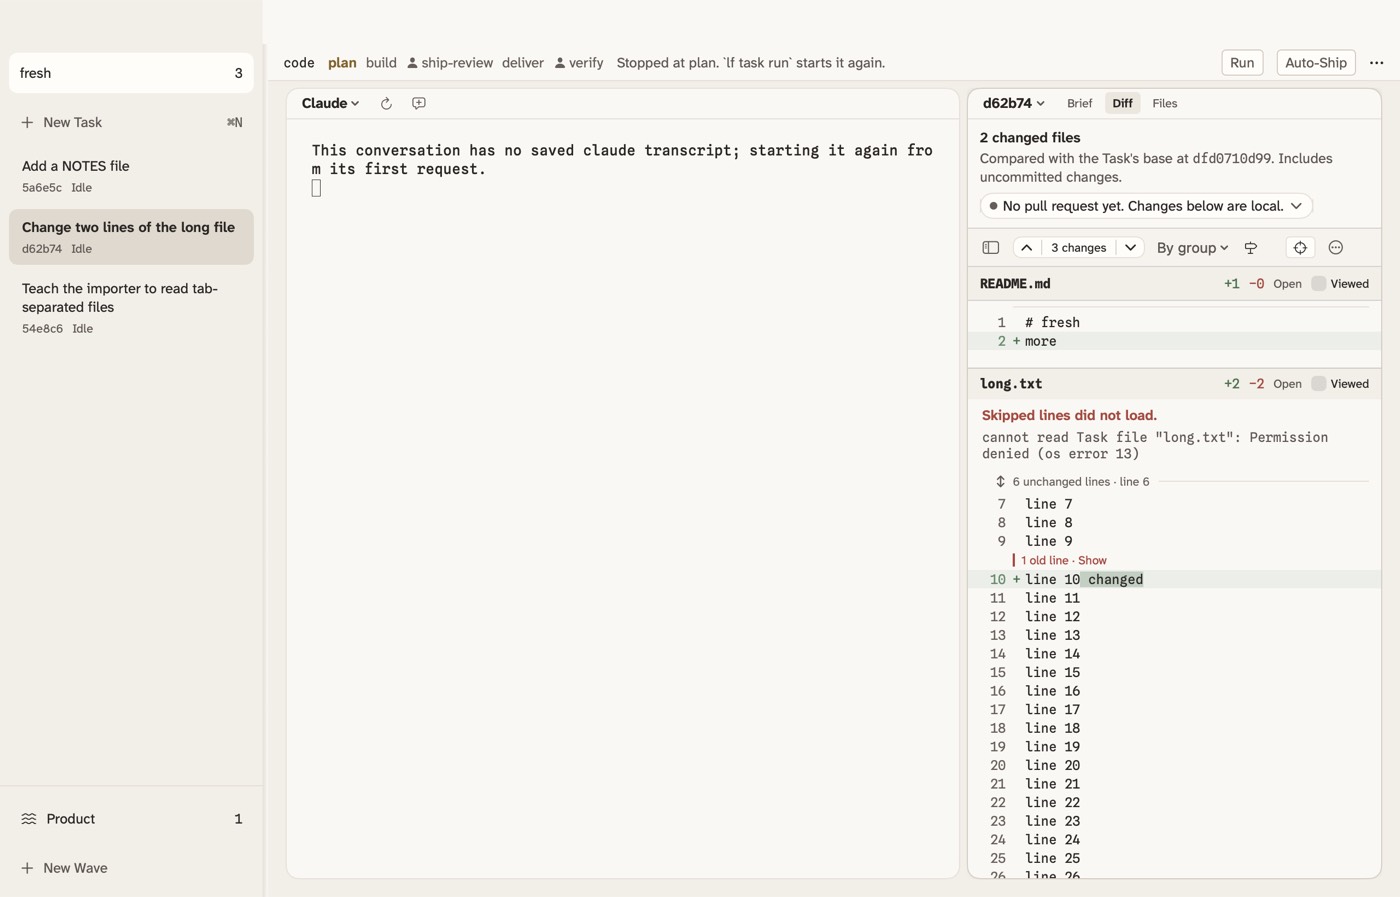 fresh 3
New Task ⌘N
Add a NOTES file
5a6e5c Idle
Change two lines of the long file
d62b74 Idle
Teach the importer to read tab-
separated files
54e8c6 Idle
Product 1
New Wave
code plan build ship-review deliver verify Stopped at plan. `lf task run` starts it again. Run Auto-Ship
Claude
This conversation has no saved claude transcript; starting it again fro
m its first request.
d62b74 Brief Diff Files
2 changed files
Compared with the Task's base at dfd0710d99. Includes
uncommitted changes.
No pull request yet. Changes below are local.
3 changes By group
README.md +1 −0 Open Viewed
1 # fresh
2 + more
long.txt +2 −2 Open Viewed
Skipped lines did not load.
cannot read Task file "long.txt": Permission
denied (os error 13)
6 unchanged lines · line 6
7 line 7
8 line 8
9 line 9
1 old line · Show
10 + line 10 changed
11 line 11
12 line 12
13 line 13
14 line 14
15 line 15
16 line 16
17 line 17
18 line 18
19 line 19
20 line 20
21 line 21
22 line 22
23 line 23
24 line 24
25 line 25
26 line 26